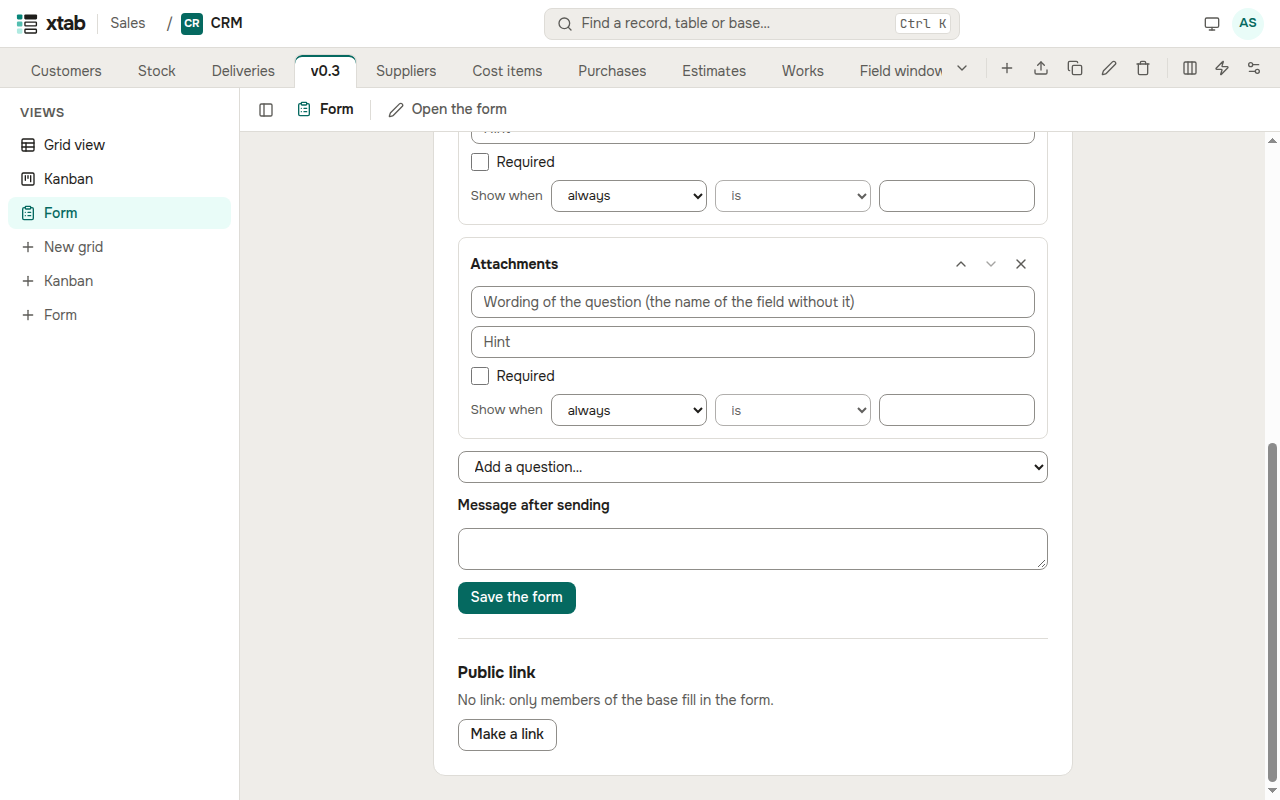 xtab Sales / CR CRM Find a record, table or base... Ctrl K AS
Customers Stock Deliveries v0.3 Suppliers Cost items Purchases Estimates Works Field window
VIEWS
Grid view
Kanban
Form
New grid
Kanban
Form
Form Open the form
Required
Show when always is
Attachments
Wording of the question (the name of the field without it)
Hint
Required
Show when always is
Add a question...
Message after sending
Save the form
Public link
No link: only members of the base fill in the form.
Make a link